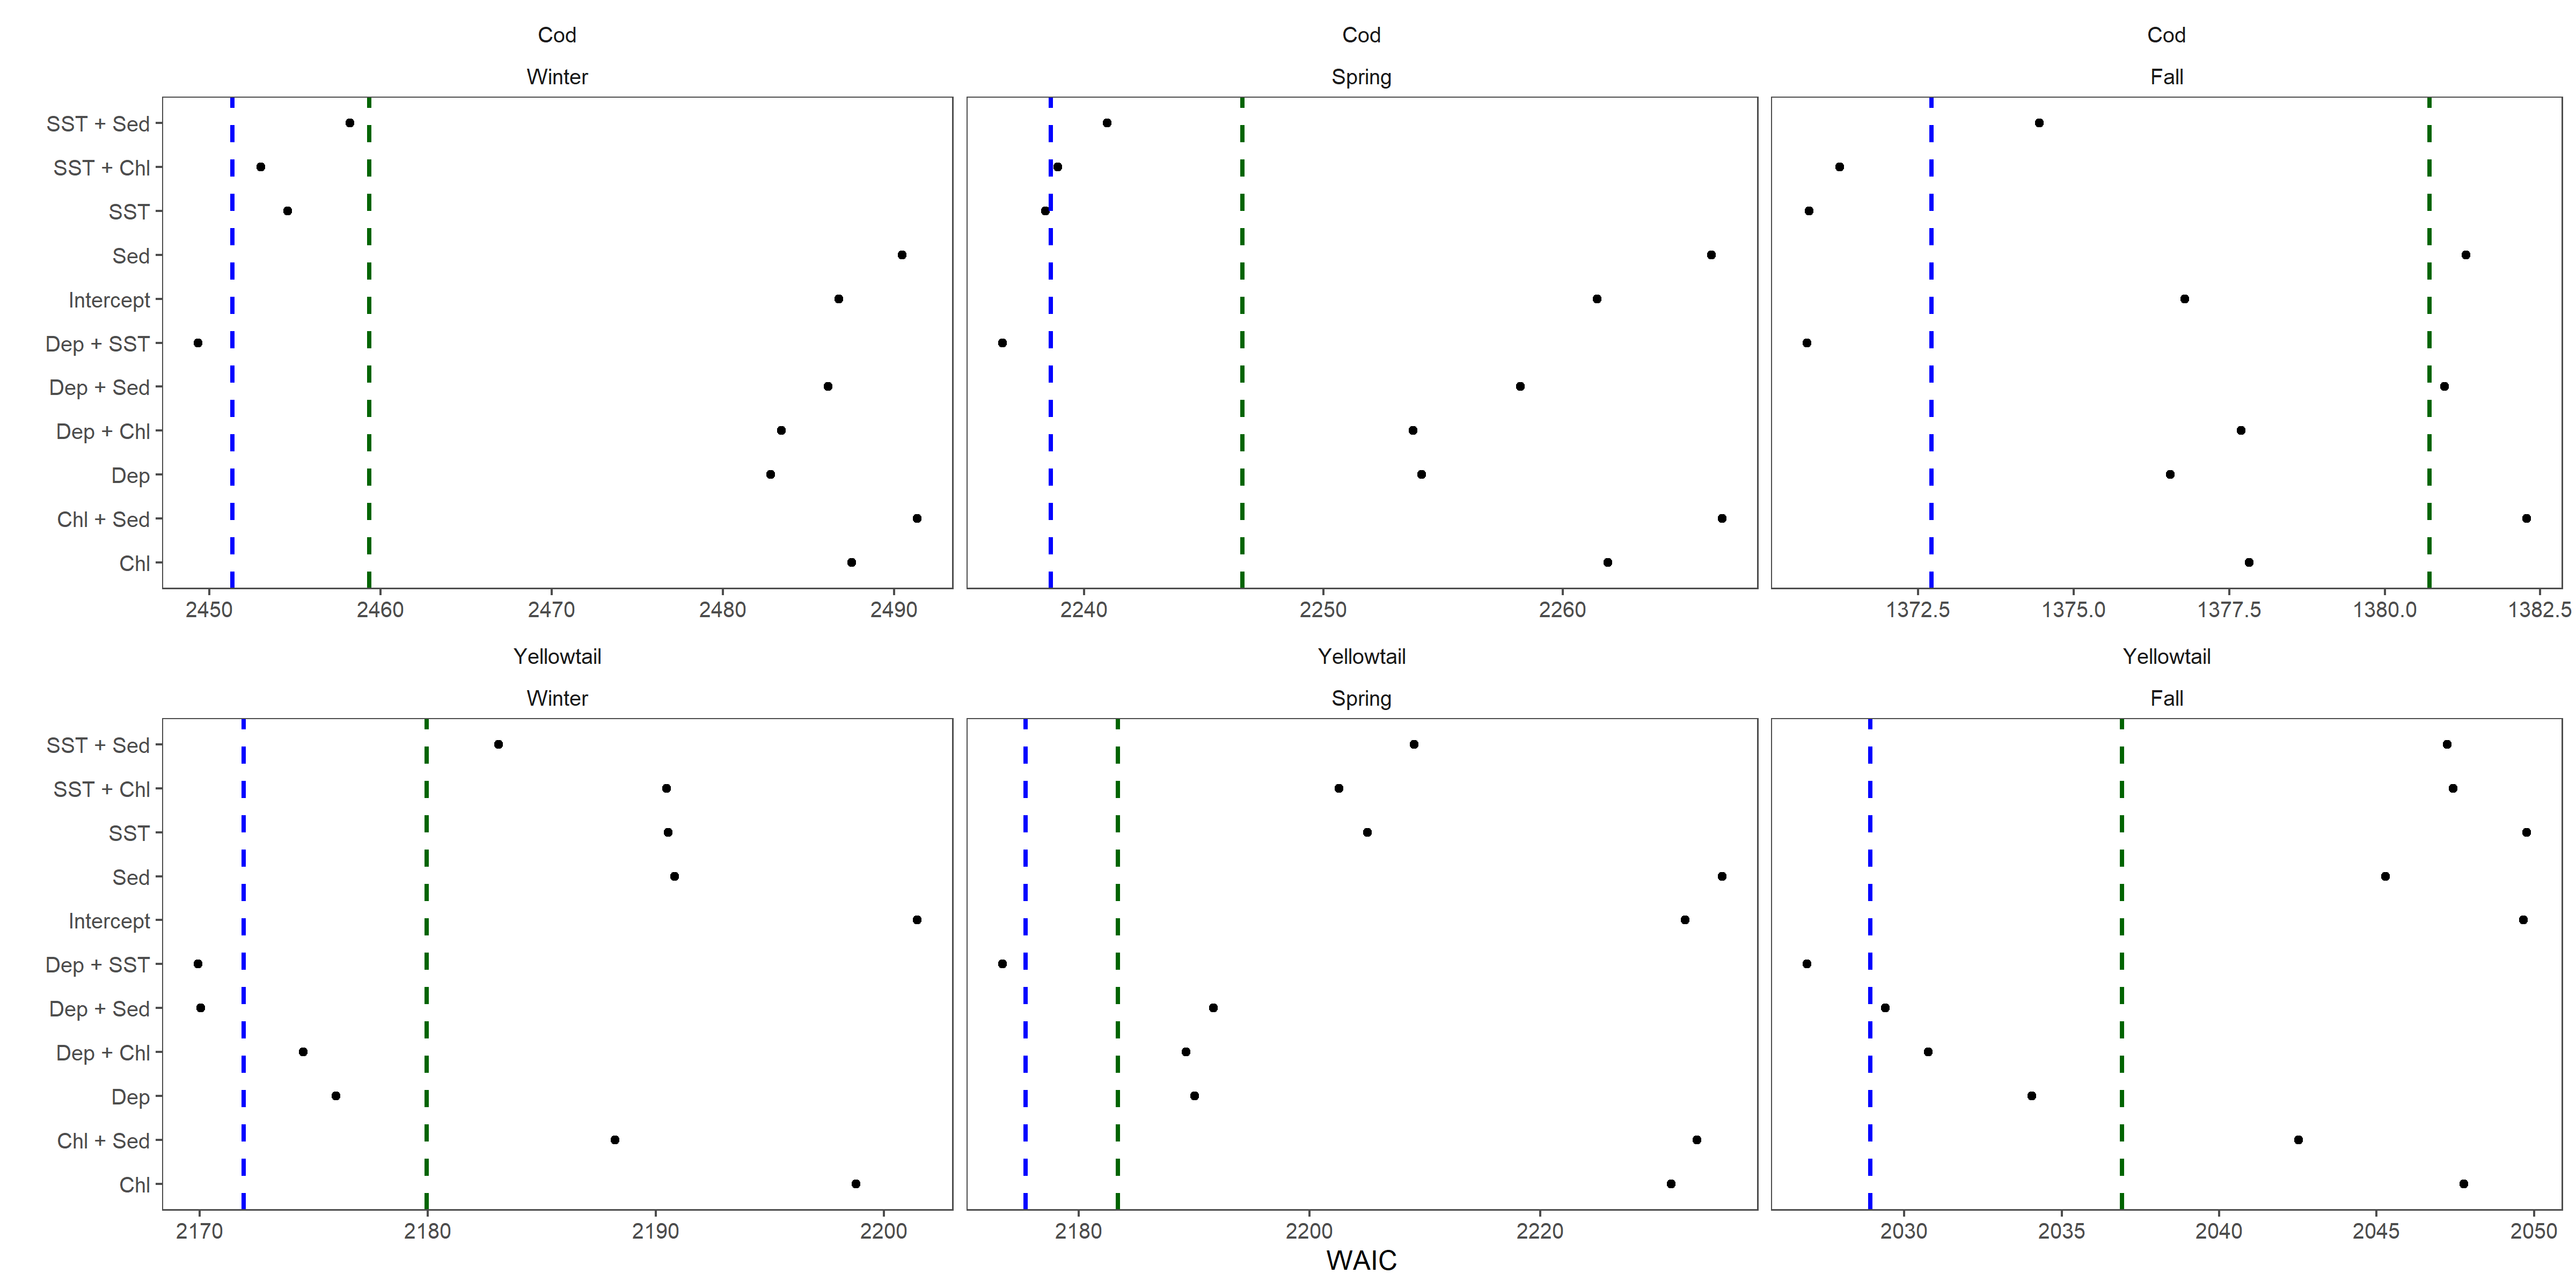 Cod Cod Cod
Winter Spring Fall
SST + Sed
SST + Chl
SST
Sed
Intercept
Dep + SST
Dep + Sed
Dep + Chl
Dep
Chl + Sed
Chl
2450 2460 2470 2480 2490 2240 2250 2260 1372.5 1375.0 1377.5 1380.0 1382.5
Yellowtail Yellowtail Yellowtail
Winter Spring Fall
SST + Sed
SST + Chl
SST
Sed
Intercept
Dep + SST
Dep + Sed
Dep + Chl
Dep
Chl + Sed
Chl
2170 2180 2190 2200 2180 2200 2220 2030 2035 2040 2045 2050
WAIC